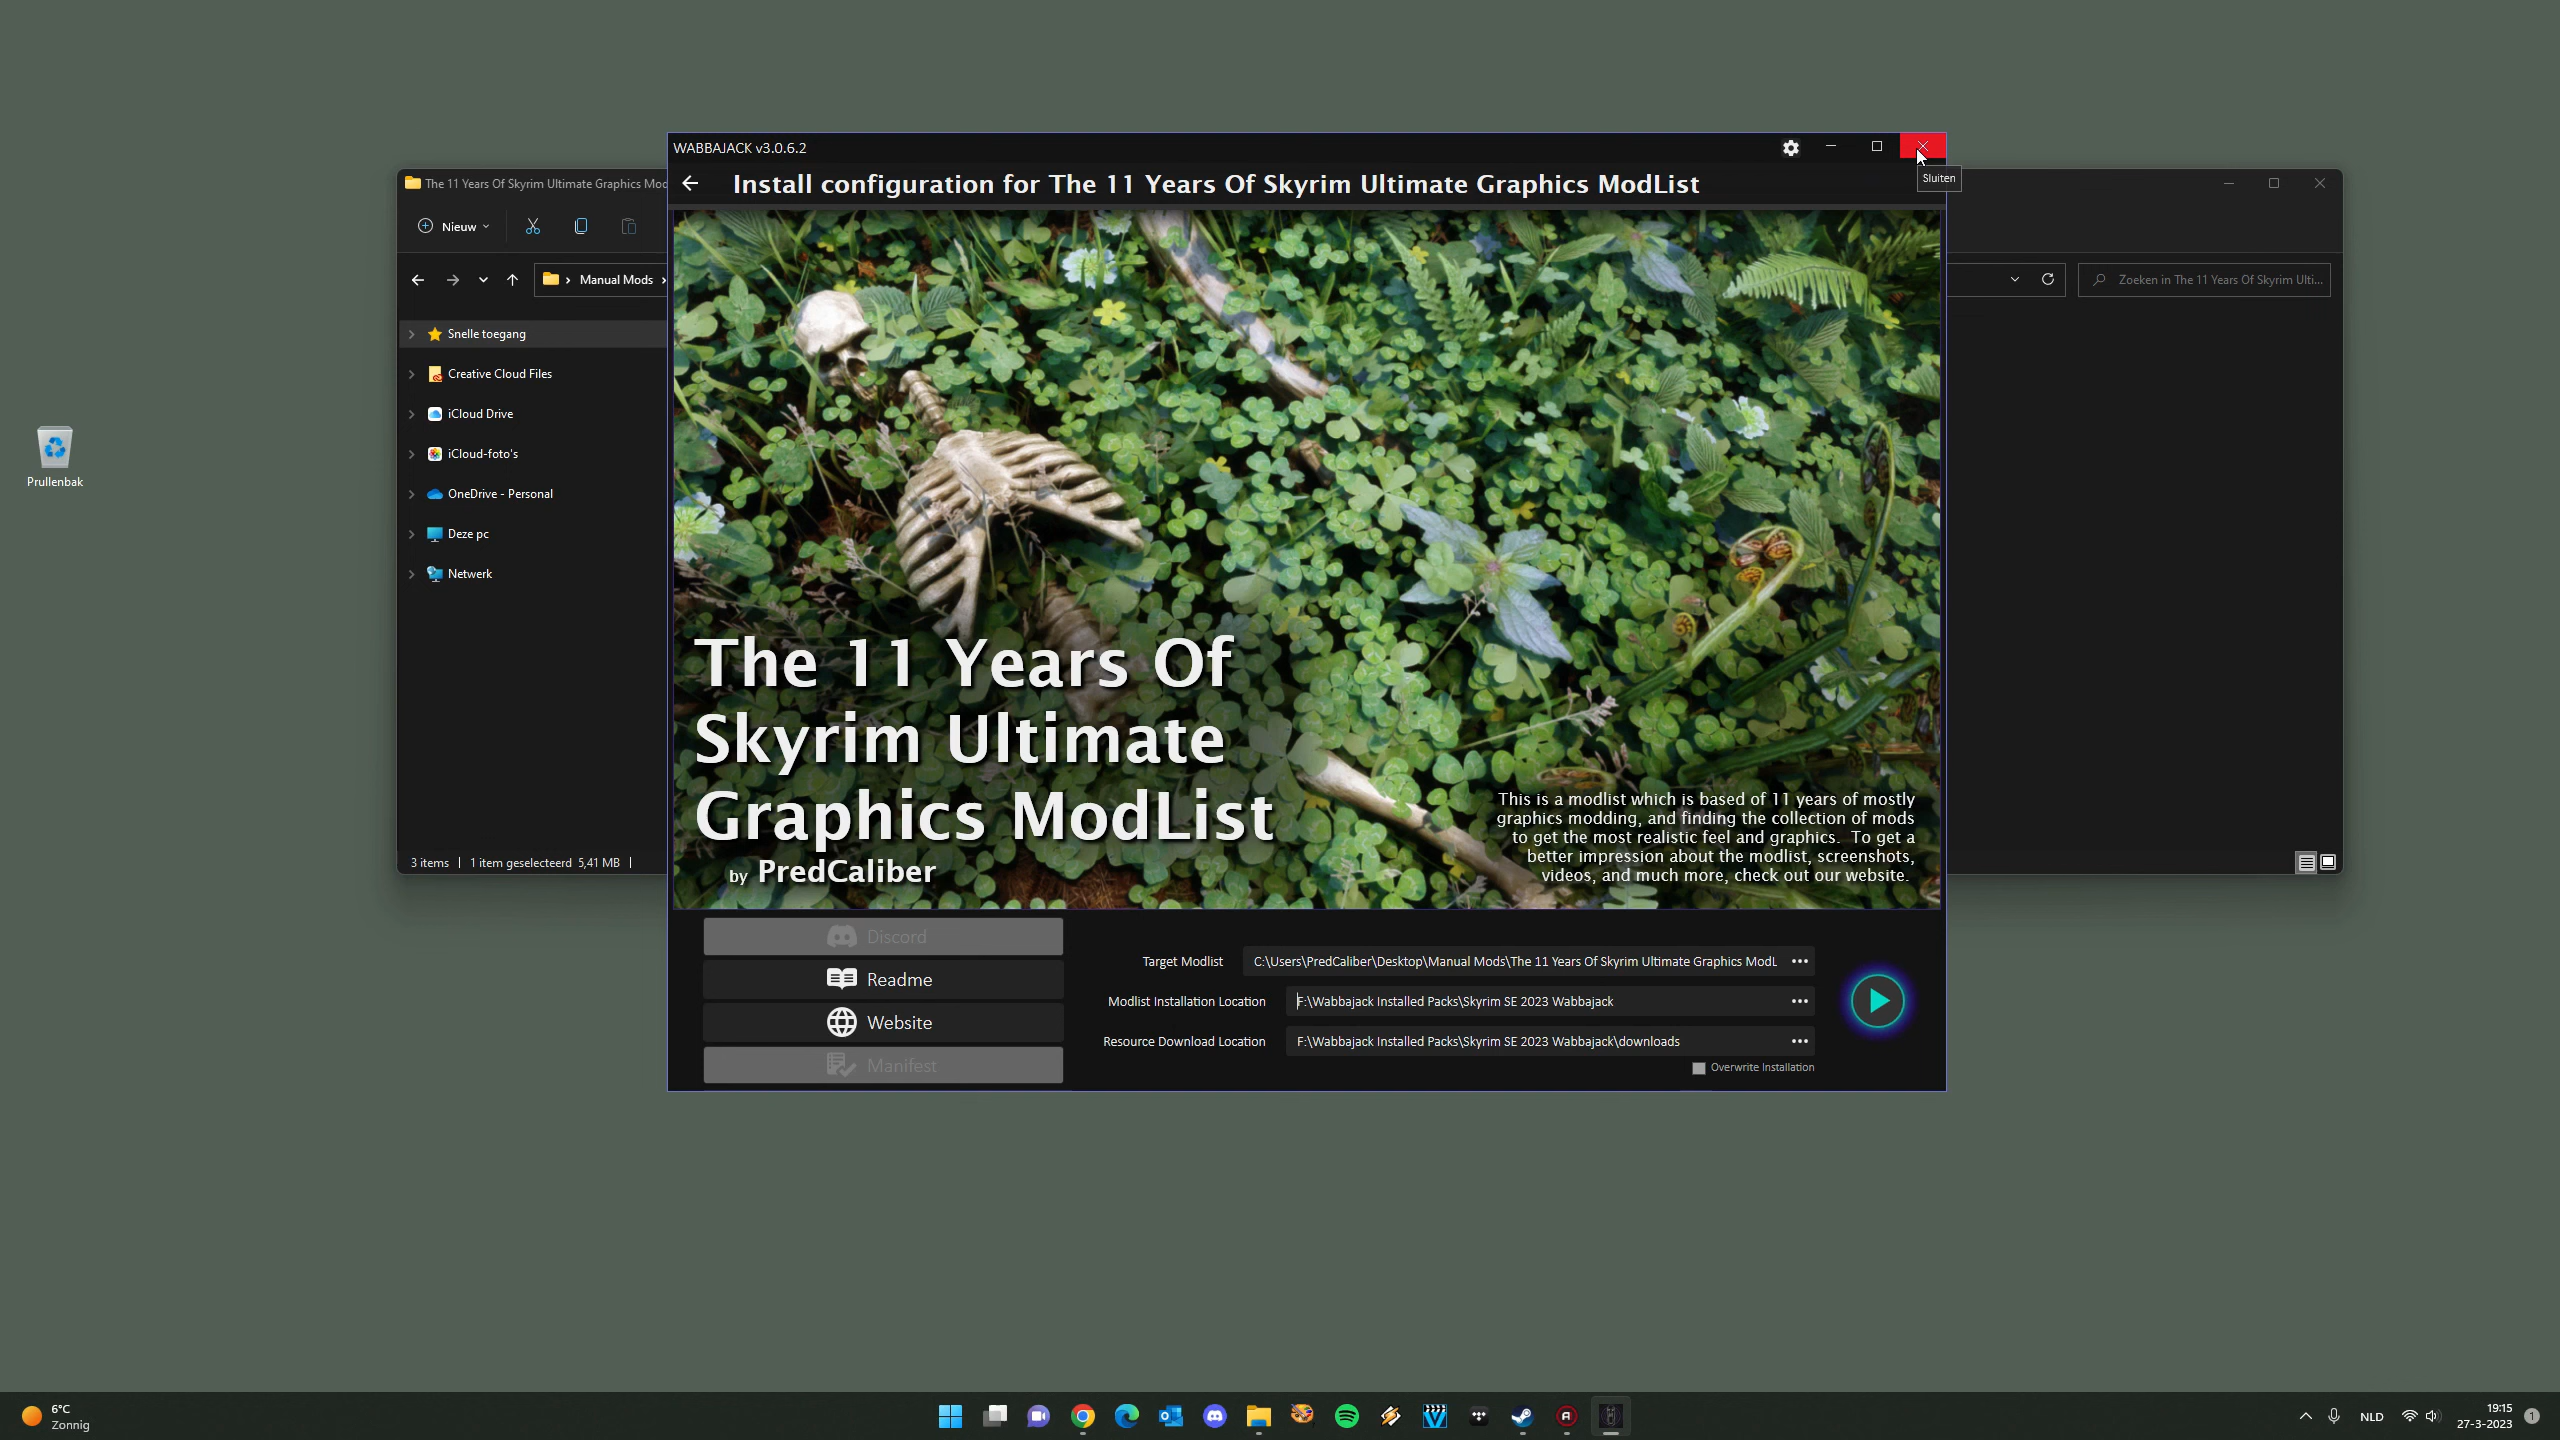 WABBAJACK v3.0.6.2
Install configuration for The 11 Years Of Skyrim Ultimate Graphics ModList
Sluiten
The 11 Years Of Skyrim Ultimate Graphics Mod
Nieuw
Manual Mods
Zoeken in The 11 Years Of Skyrim Ulti...
Snelle toegang
Creative Cloud Files
iCloud Drive
iCloud-foto's
OneDrive - Personal
Deze pc
Netwerk
3 items
1 item geselecteerd 5,41 MB
Prullenbak
The 11 Years Of
Skyrim Ultimate
Graphics ModList
by PredCaliber
This is a modlist which is based of 11 years of mostly
graphics modding, and finding the collection of mods
to get the most realistic feel and graphics. To get a
better impression about the modlist, screenshots,
videos, and much more, check out our website.
Discord
Readme
Website
Manifest
Target Modlist
C:\Users\PredCaliber\Desktop\Manual Mods\The 11 Years Of Skyrim Ultimate Graphics ModL
Modlist Installation Location
F:\Wabbajack Installed Packs\Skyrim SE 2023 Wabbajack
Resource Download Location
F:\Wabbajack Installed Packs\Skyrim SE 2023 Wabbajack\downloads
Overwrite Installation
6°C
Zonnig
NLD
19:15
27-3-2023
1